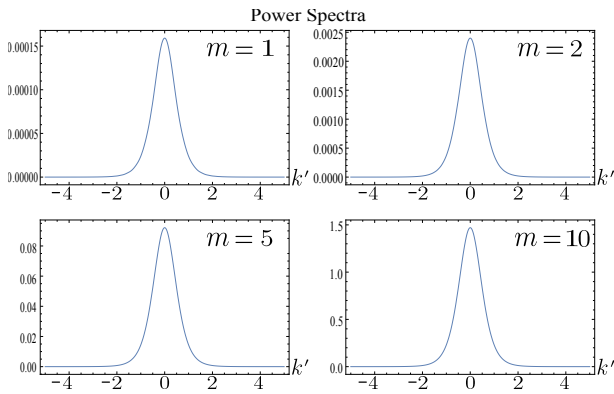 Power Spectra
m = 1
0.00015
0.00010
0.00005
0.00000
−4 −2 0 2 4 k′
m = 2
0.0025
0.0020
0.0015
0.0010
0.0005
0.0000
−4 −2 0 2 4 k′
m = 5
0.08
0.06
0.04
0.02
0.00
−4 −2 0 2 4 k′
m = 10
1.5
1.0
0.5
0.0
−4 −2 0 2 4 k′